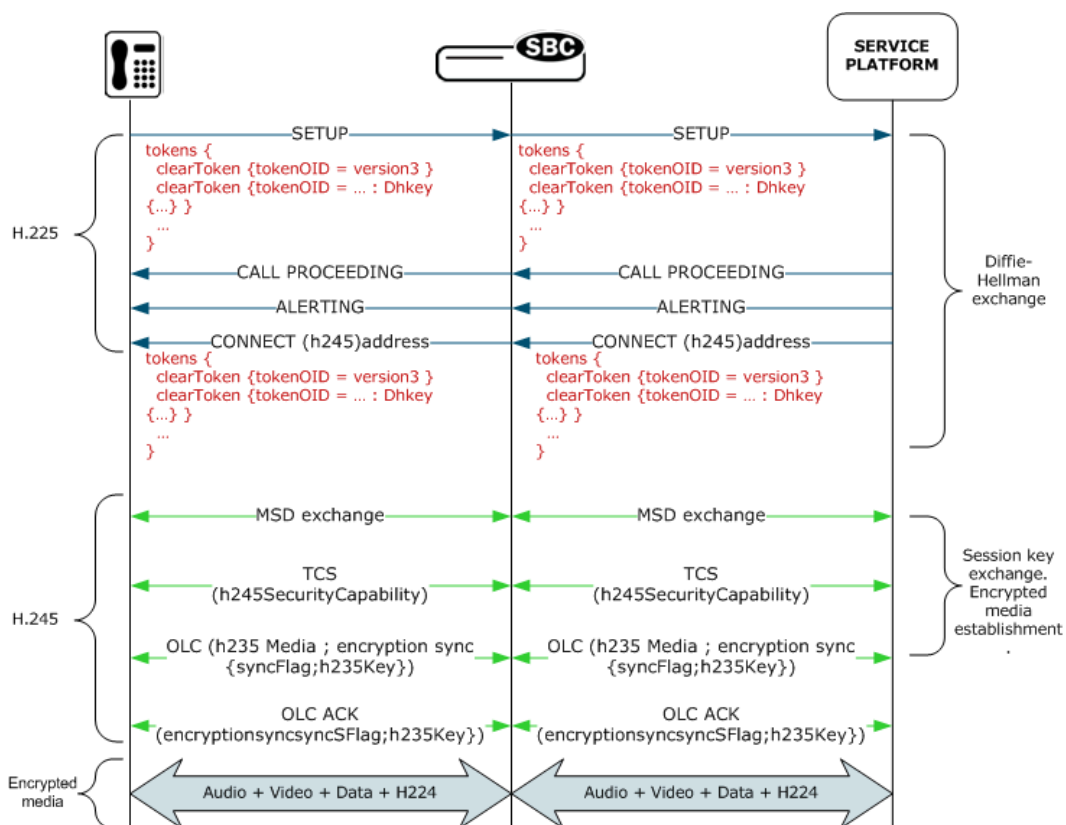 SBC
SERVICE
PLATFORM
SETUP
SETUP
tokens {
clearToken {tokenOID = version3 }
clearToken {tokenOID = ... : Dhkey
{...} }
...
}
tokens {
clearToken {tokenOID = version3 }
clearToken {tokenOID = ... : Dhkey
{...} }
...
}
H.225
CALL PROCEEDING
CALL PROCEEDING
Diffie-
Hellman
exchange
ALERTING
ALERTING
CONNECT (h245)address
CONNECT (h245)address
tokens {
clearToken {tokenOID = version3 }
clearToken {tokenOID = ... : Dhkey
{...} }
...
}
tokens {
clearToken {tokenOID = version3 }
clearToken {tokenOID = ... : Dhkey
{...} }
...
}
MSD exchange
MSD exchange
TCS
(h245SecurityCapability)
TCS
(h245SecurityCapability)
Session key
exchange.
Encrypted
media
establishment
.
H.245
OLC (h235 Media ; encryption sync
{syncFlag;h235Key})
OLC (h235 Media ; encryption sync
{syncFlag;h235Key})
OLC ACK
(encryptionsyncsyncSFlag;h235Key})
OLC ACK
(encryptionsyncsyncSFlag;h235Key})
Encrypted
media
Audio + Video + Data + H224
Audio + Video + Data + H224